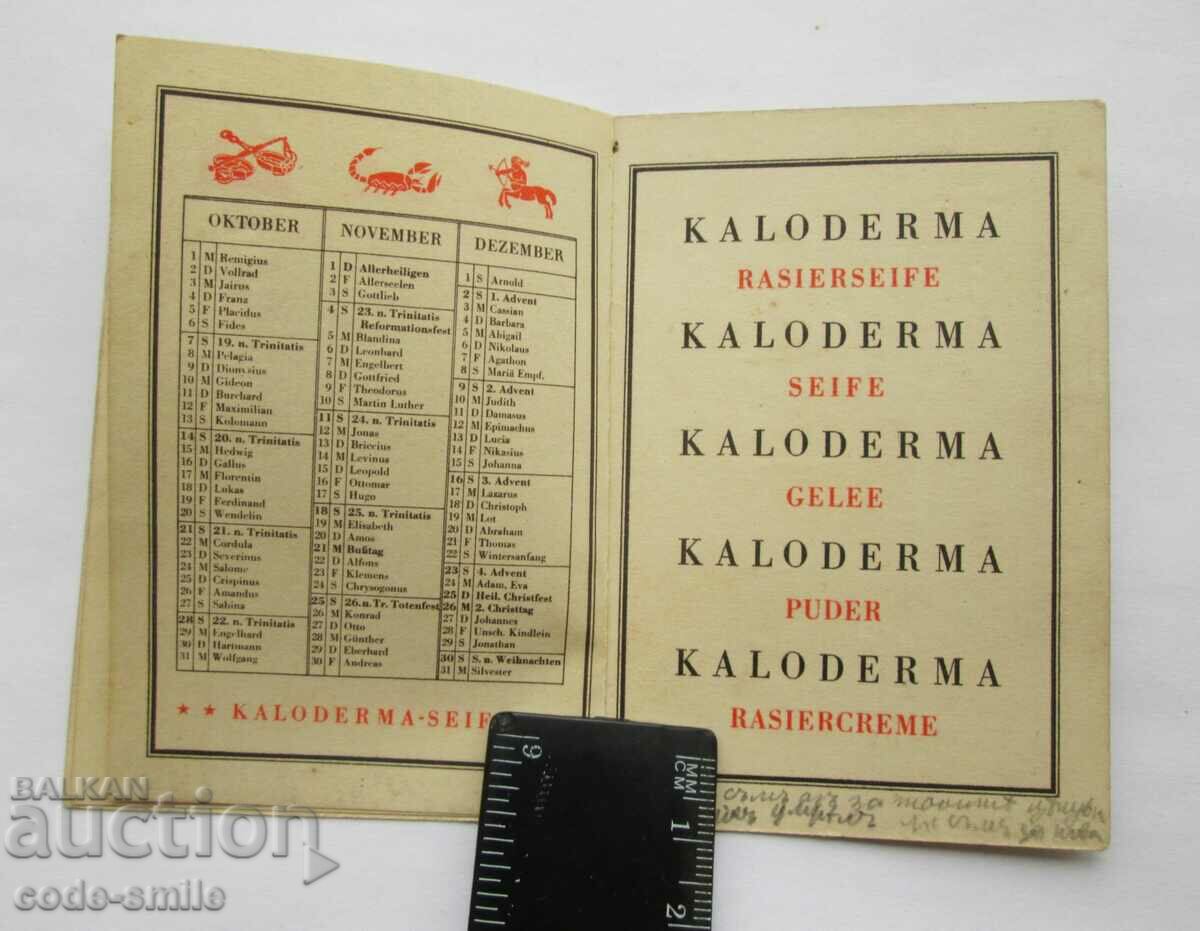 OKTOBER
1 M Remigius
2 D Vollrad
3 M Jairus
4 D Franz
5 F Placidus
6 S Fides
7 S 19. n. Trinitatis
8 M Pelagia
9 D Dionysius
10 M Gideon
11 D Burchard
12 F Maximilian
13 S Kolomann
14 S 20. n. Trinitatis
15 M Hedwig
16 D Gallus
17 M Florentin
18 D Lukas
19 F Ferdinand
20 S Wendelin
21 S 21. n. Trinitatis
22 M Cordula
23 D Severinus
24 M Salome
25 D Crispinus
26 F Amandus
27 S Sabina
28 S 22. n. Trinitatis
29 M Engelhard
30 D Hartmann
31 M Wolfgang
NOVEMBER
1 D Allerheiligen
2 F Allerseelen
3 S Gottlieb
4 S 23. n. Trinitatis
Reformationsfest
5 M Blandina
6 D Leonhard
7 M Engelbert
8 D Gottfried
9 F Theodorus
10 S Martin Luther
11 S 24. n. Trinitatis
12 M Jonas
13 D Briccius
14 M Levinus
15 D Leopold
16 F Ottomar
17 S Hugo
18 S 25. n. Trinitatis
19 M Elisabeth
20 D Amos
21 M Bußtag
22 D Alfons
23 F Klemens
24 S Chrysogonus
25 S 26. n. Tr. Totenfest
26 M Konrad
27 D Otto
28 M Günther
29 D Eberhard
30 F Andreas
DEZEMBER
1 S Arnold
2 S 1. Advent
3 M Cassian
4 D Barbara
5 M Abigail
6 D Nikolaus
7 F Agathon
8 S Mariä Empf.
9 S 2. Advent
10 M Judith
11 D Damasus
12 M Epimachus
13 D Lucia
14 F Nikasius
15 S Johanna
16 S 3. Advent
17 M Lazarus
18 D Christoph
19 M Lot
20 D Abraham
21 F Thomas
22 S Wintersanfang
23 S 4. Advent
24 M Adam, Eva
25 D Heil. Christfest
26 M 2. Christtag
27 D Johannes
28 F Unsch. Kindlein
29 S Jonathan
30 S S. n. Weihnachten
31 M Silvester
★ ★ KALODERMA-SEIF
KALODERMA
RASIERSEIFE
KALODERMA
SEIFE
KALODERMA
GELEE
KALODERMA
PUDER
KALODERMA
RASIERCREME
за
9
MM
CM
1
2
BALKAN
auction
code-smile